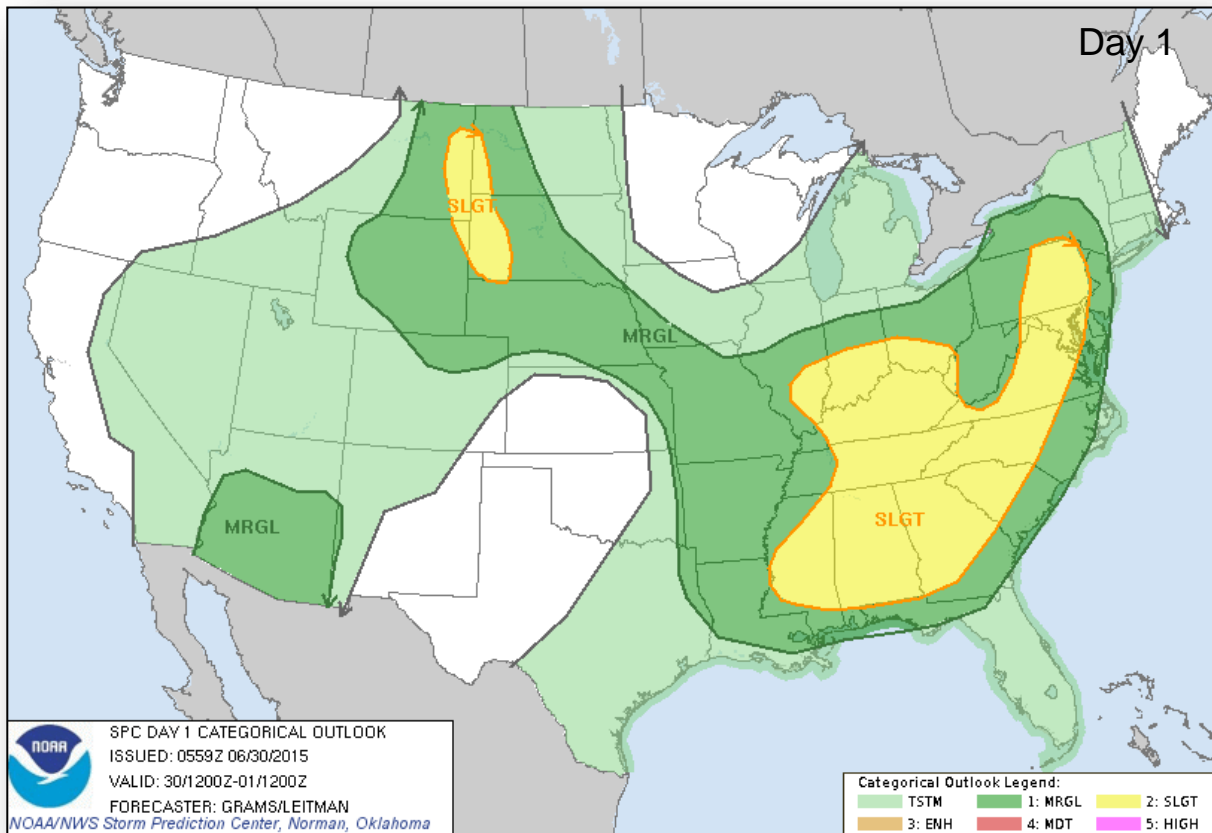 Day 1
SLGT
MRGL
SLGT
MRGL
NOAA
SPC DAY 1 CATEGORICAL OUTLOOK
ISSUED: 0559Z 06/30/2015
VALID: 30/1200Z-01/1200Z
FORECASTER: GRAMS/LEITMAN
NOAA/NWS Storm Prediction Center, Norman, Oklahoma
Categorical Outlook Legend:
TSTM 1: MRGL 2: SLGT
3: ENH 4: MDT 5: HIGH